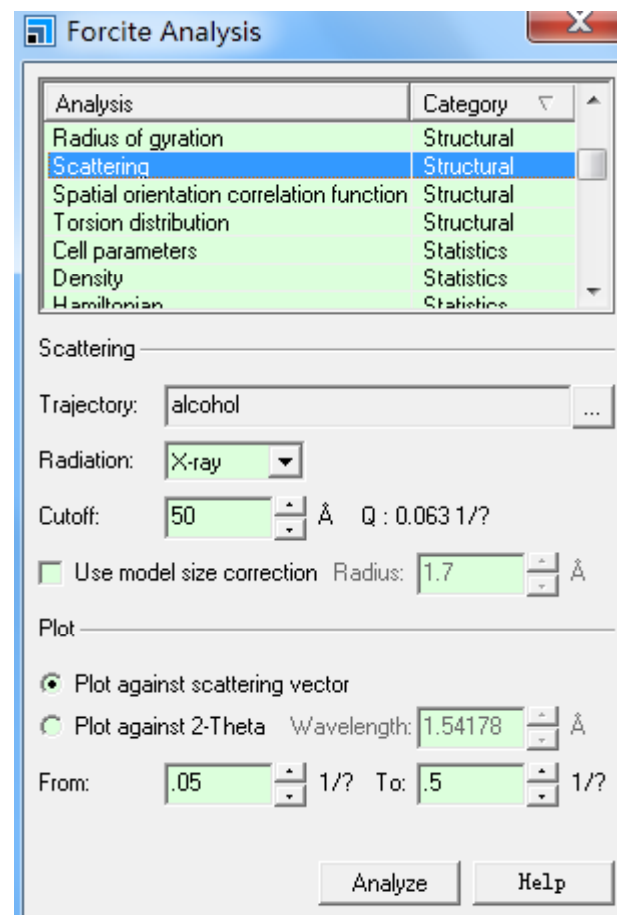 Forcite Analysis
Analysis Category
Radius of gyration Structural
Scattering Structural
Spatial orientation correlation function Structural
Torsion distribution Structural
Cell parameters Statistics
Density Statistics
Hamiltonian Statistics
Scattering
Trajectory: alcohol ...
Radiation: X-ray
Cutoff: 50 Å Q : 0.063 1/?
Use model size correction Radius: 1.7 Å
Plot
Plot against scattering vector
Plot against 2-Theta Wavelength: 1.54178 Å
From: .05 1/? To: .5 1/?
Analyze Help